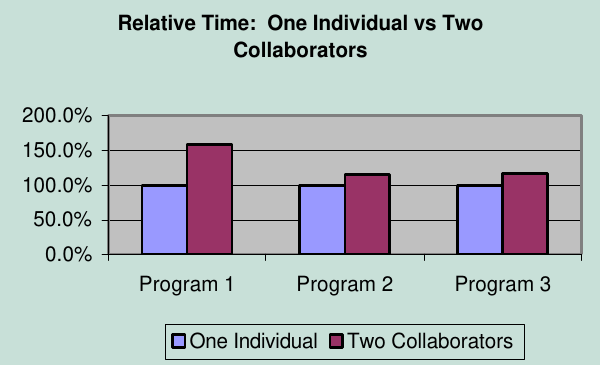 Relative Time:  One Individual vs Two
Collaborators
200.0%
150.0%
100.0%
50.0%
0.0%
Program 1 Program 2 Program 3
One Individual Two Collaborators